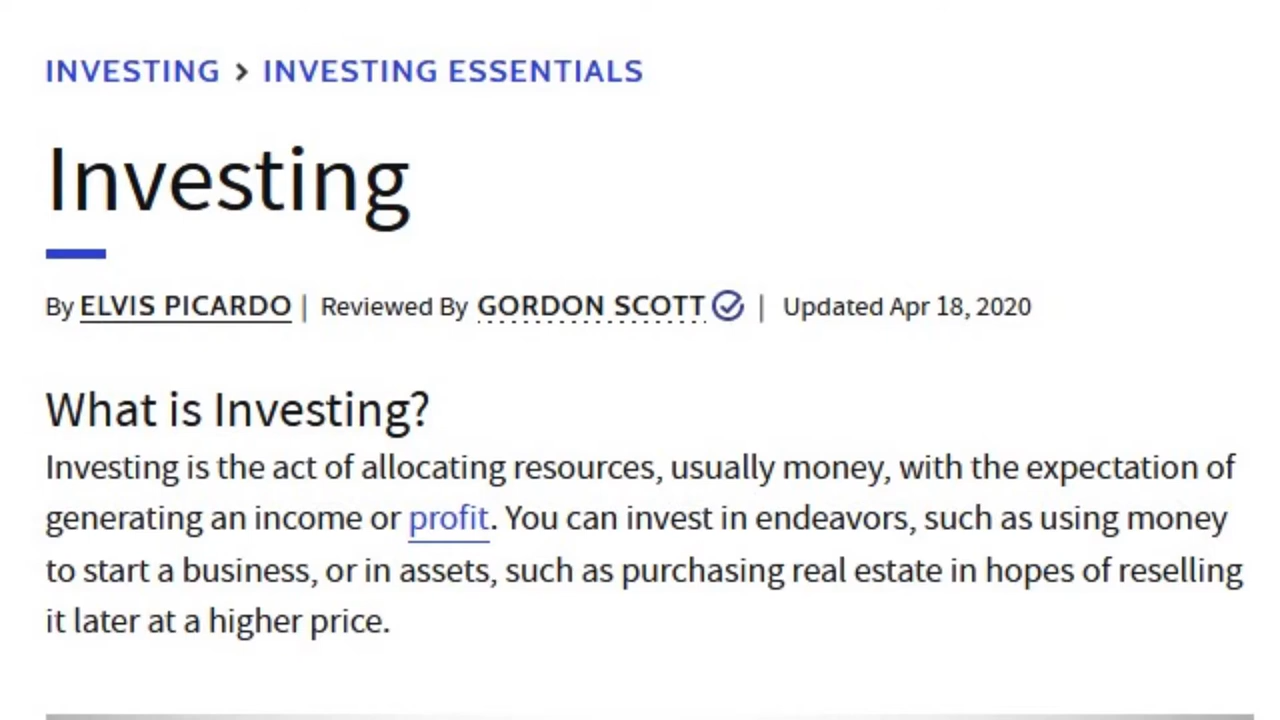 INVESTING > INVESTING ESSENTIALS
Investing
By ELVIS PICARDO | Reviewed By GORDON SCOTT | Updated Apr 18, 2020
What is Investing?
Investing is the act of allocating resources, usually money, with the expectation of
generating an income or profit. You can invest in endeavors, such as using money
to start a business, or in assets, such as purchasing real estate in hopes of reselling
it later at a higher price.